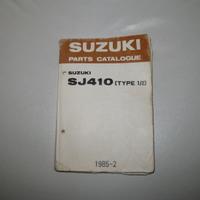 SUZUKI
PARTS CATALOGUE
SUZUKI
SJ410 [TYPE 1/2]
1985-2